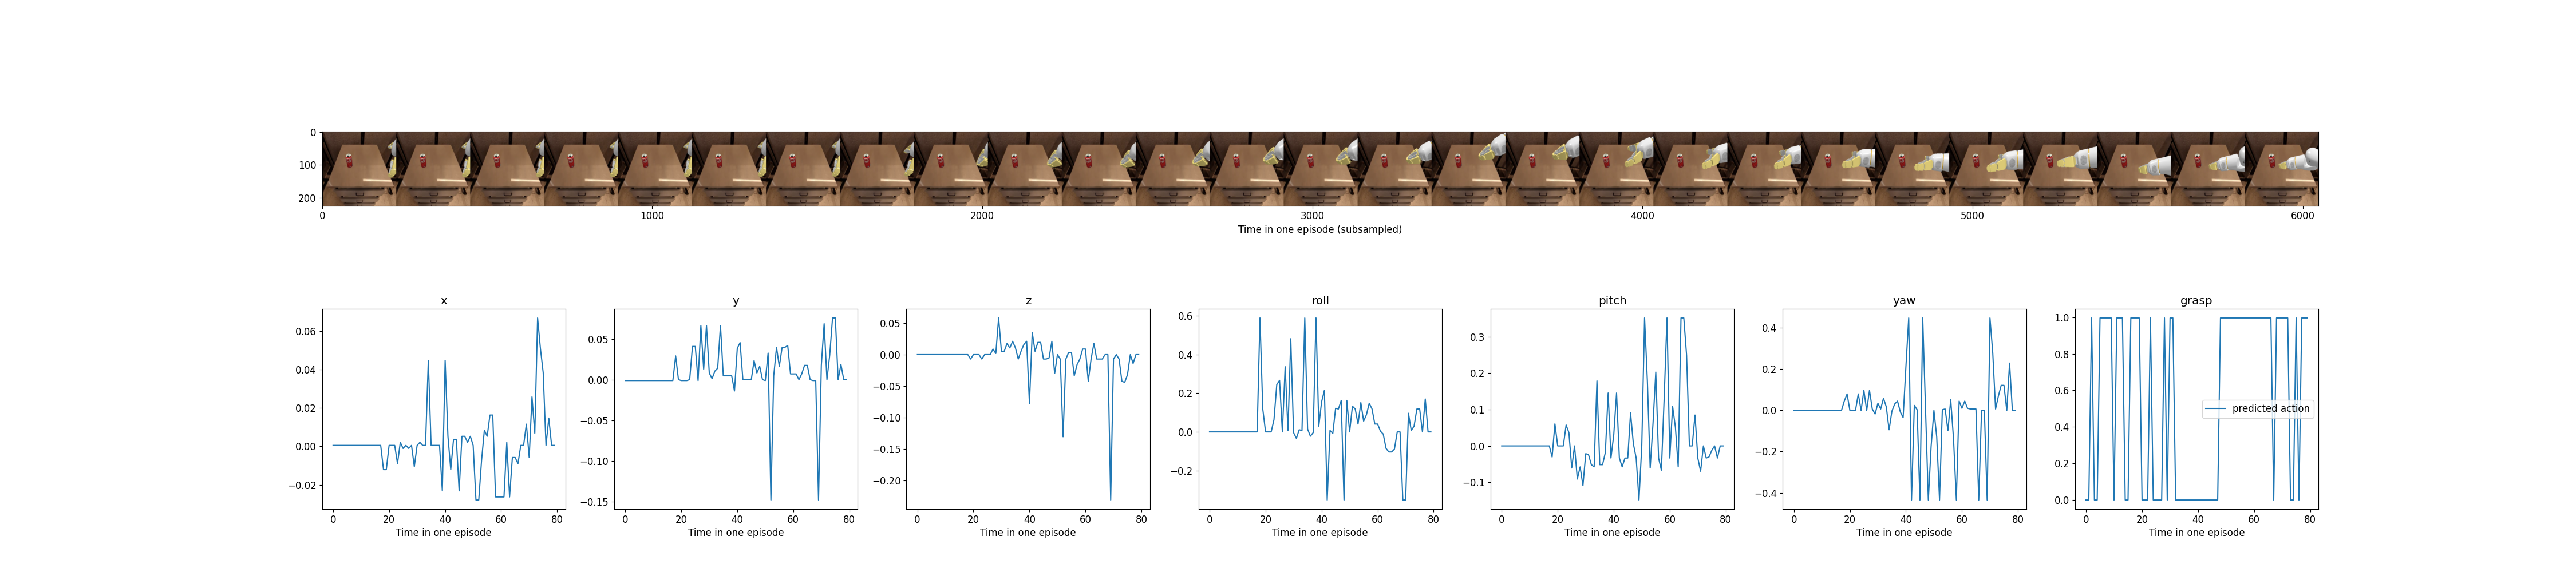 0
100
200
0 1000 2000 3000 4000 5000 6000
Time in one episode (subsampled)
x
0.06
0.04
0.02
0.00
−0.02
0 20 40 60 80
Time in one episode
y
0.05
0.00
−0.05
−0.10
−0.15
0 20 40 60 80
Time in one episode
z
0.05
0.00
−0.05
−0.10
−0.15
−0.20
0 20 40 60 80
Time in one episode
roll
0.6
0.4
0.2
0.0
−0.2
0 20 40 60 80
Time in one episode
pitch
0.3
0.2
0.1
0.0
−0.1
0 20 40 60 80
Time in one episode
yaw
0.4
0.2
0.0
−0.2
−0.4
0 20 40 60 80
Time in one episode
grasp
1.0
0.8
0.6
0.4
0.2
0.0
predicted action
0 20 40 60 80
Time in one episode